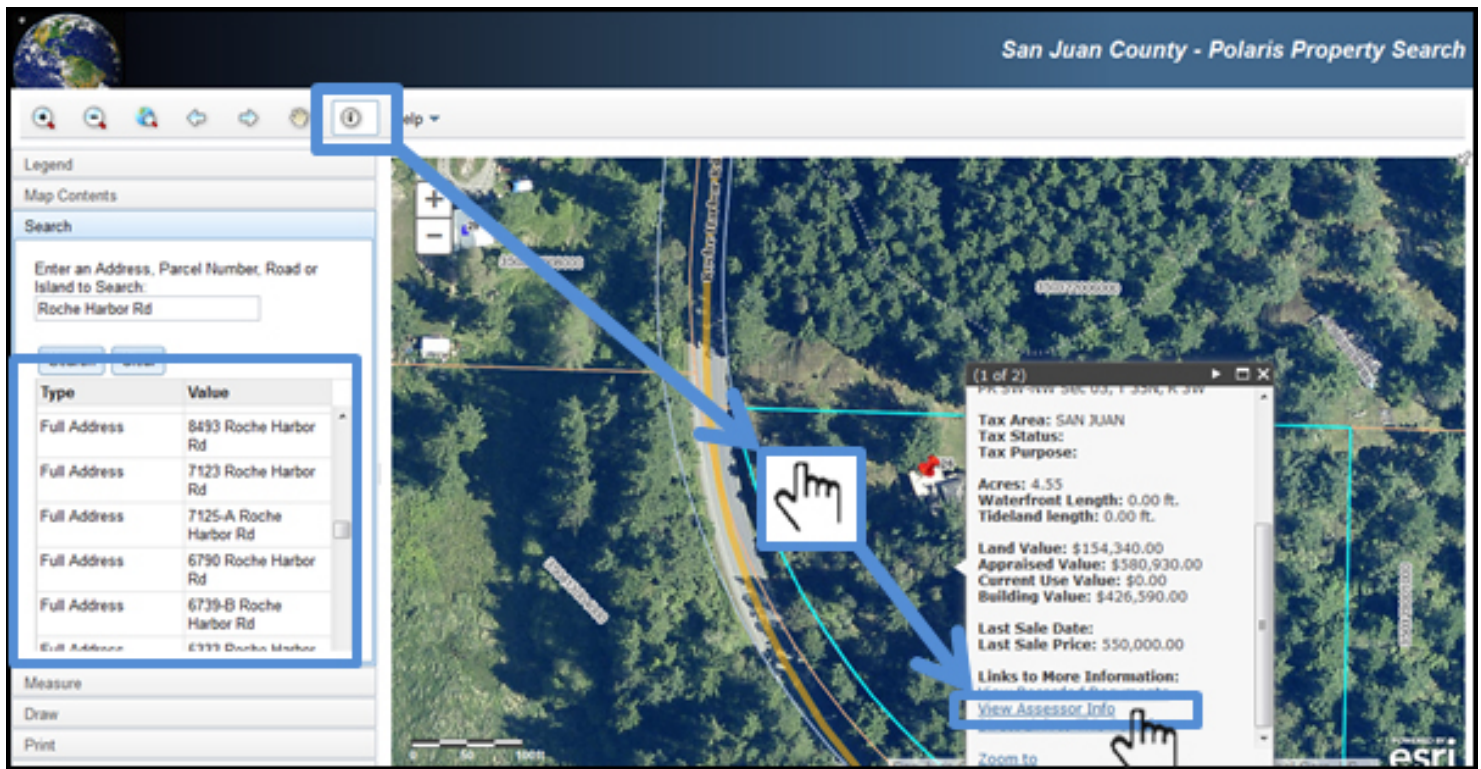 San Juan County - Polaris Property Search
elp
Legend
Map Contents
Search
Enter an Address, Parcel Number, Road or
Island to Search:
Roche Harbor Rd
Type Value
Full Address 8493 Roche Harbor
Rd
Full Address 7123 Roche Harbor
Rd
Full Address 7125-A Roche
Harbor Rd
Full Address 6790 Roche Harbor
Rd
Full Address 6739-B Roche
Harbor Rd
Measure
Draw
Print
+
−
(1 of 2)
Tax Area: SAN JUAN
Tax Status:
Tax Purpose:
Acres: 4.55
Waterfront Length: 0.00 ft.
Tideland length: 0.00 ft.
Land Value: $154,340.00
Appraised Value: $580,930.00
Current Use Value: $0.00
Building Value: $426,590.00
Last Sale Date:
Last Sale Price: 550,000.00
Links to More Information:
View Assessor Info
Zoom to
0 50 100ft
POWERED BY
esri